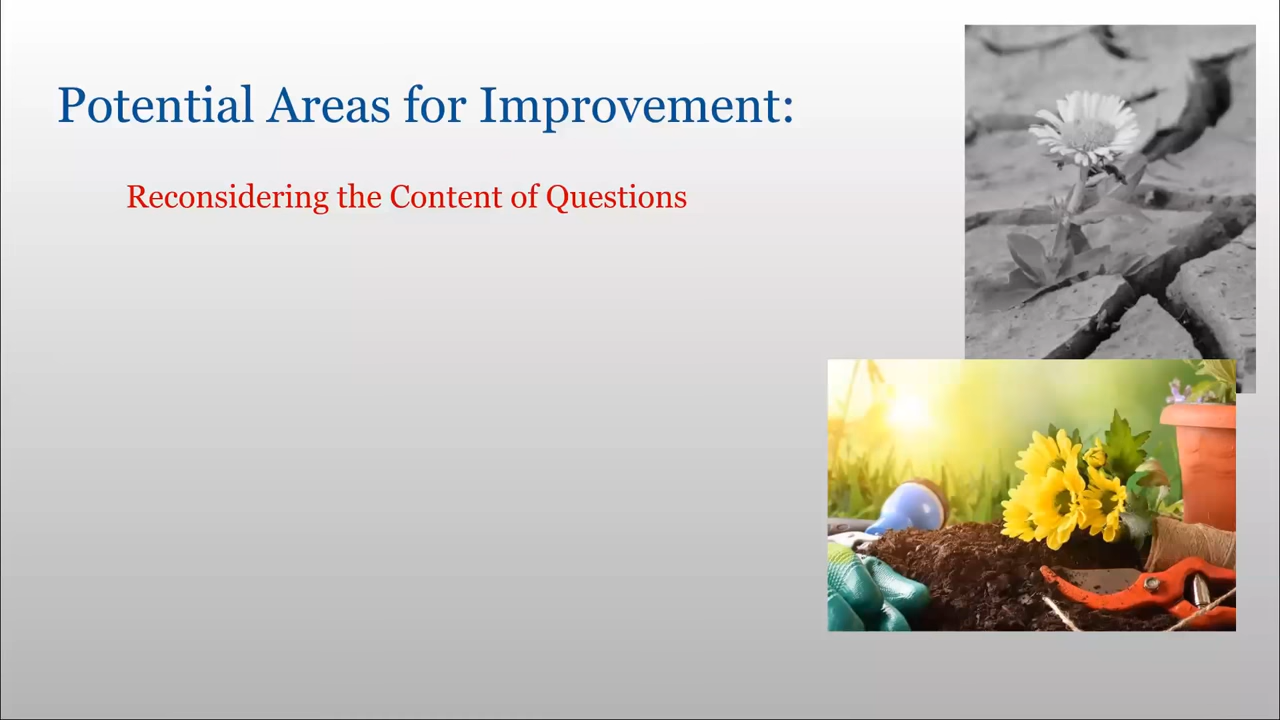 Potential Areas for Improvement:
Reconsidering the Content of Questions